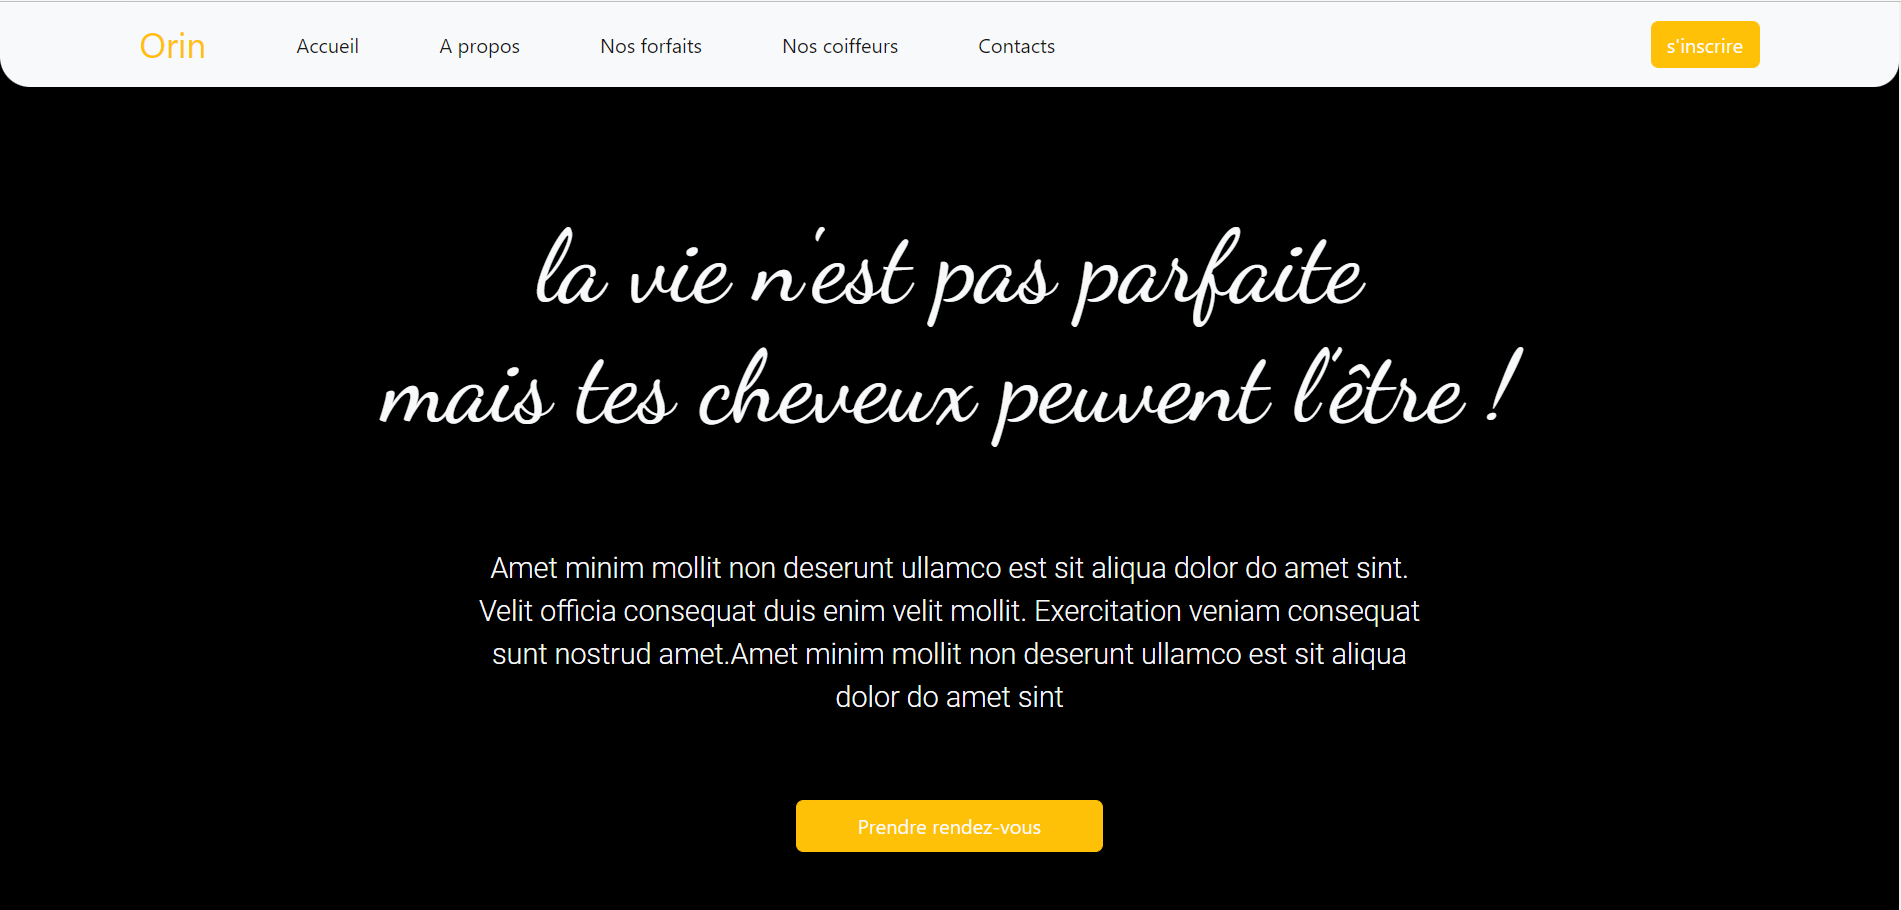 Orin
Accueil
A propos
Nos forfaits
Nos coiffeurs
Contacts
s'inscrire
la vie n'est pas parfaite
mais tes cheveux peuvent l'être !
Amet minim mollit non deserunt ullamco est sit aliqua dolor do amet sint.
Velit officia consequat duis enim velit mollit. Exercitation veniam consequat
sunt nostrud amet.Amet minim mollit non deserunt ullamco est sit aliqua
dolor do amet sint
Prendre rendez-vous